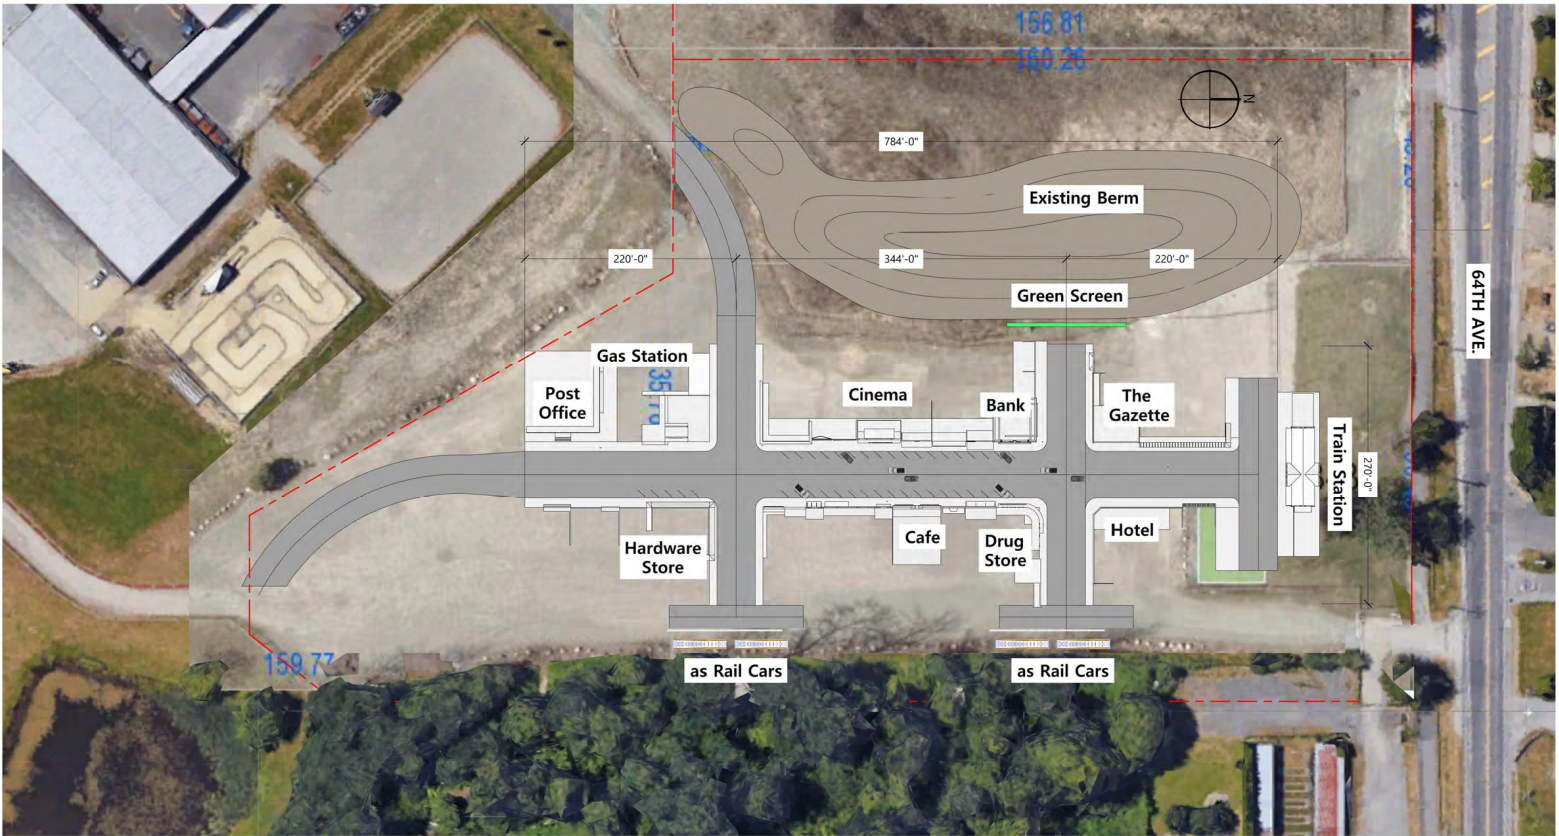 156.81
160.26
N
784'-0"
Existing Berm
220'-0"
344'-0"
220'-0"
Green Screen
64TH AVE.
Gas Station
Post
Office
Cinema
Bank
The
Gazette
Train Station
270'-0"
Hardware
Store
Cafe
Drug
Store
Hotel
159.77
as Rail Cars
as Rail Cars